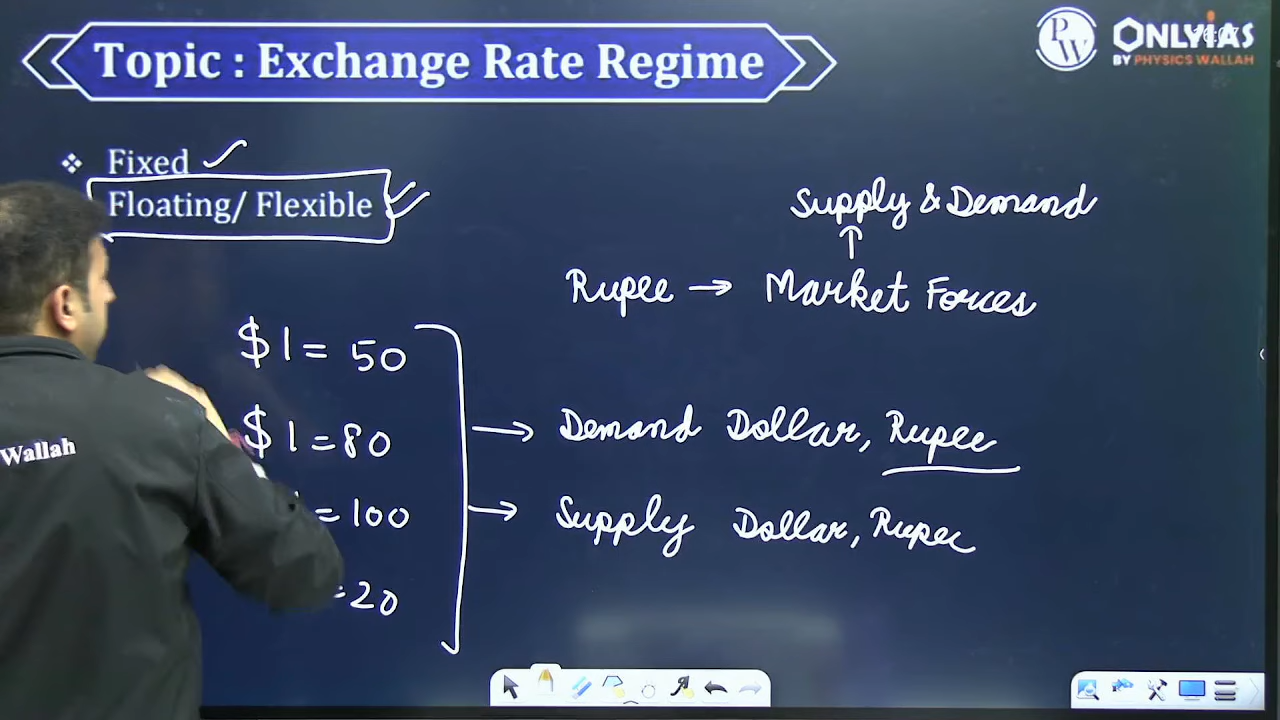 Topic : Exchange Rate Regime
PW
ONLYIAS
BY PHYSICS WALLAH
Fixed
Floating/ Flexible
Supply & Demand
Rupee → Market Forces
$1 = 50
$1 = 80
= 100
= 20
Demand Dollar, Rupee
Supply Dollar, Rupee
Wallah